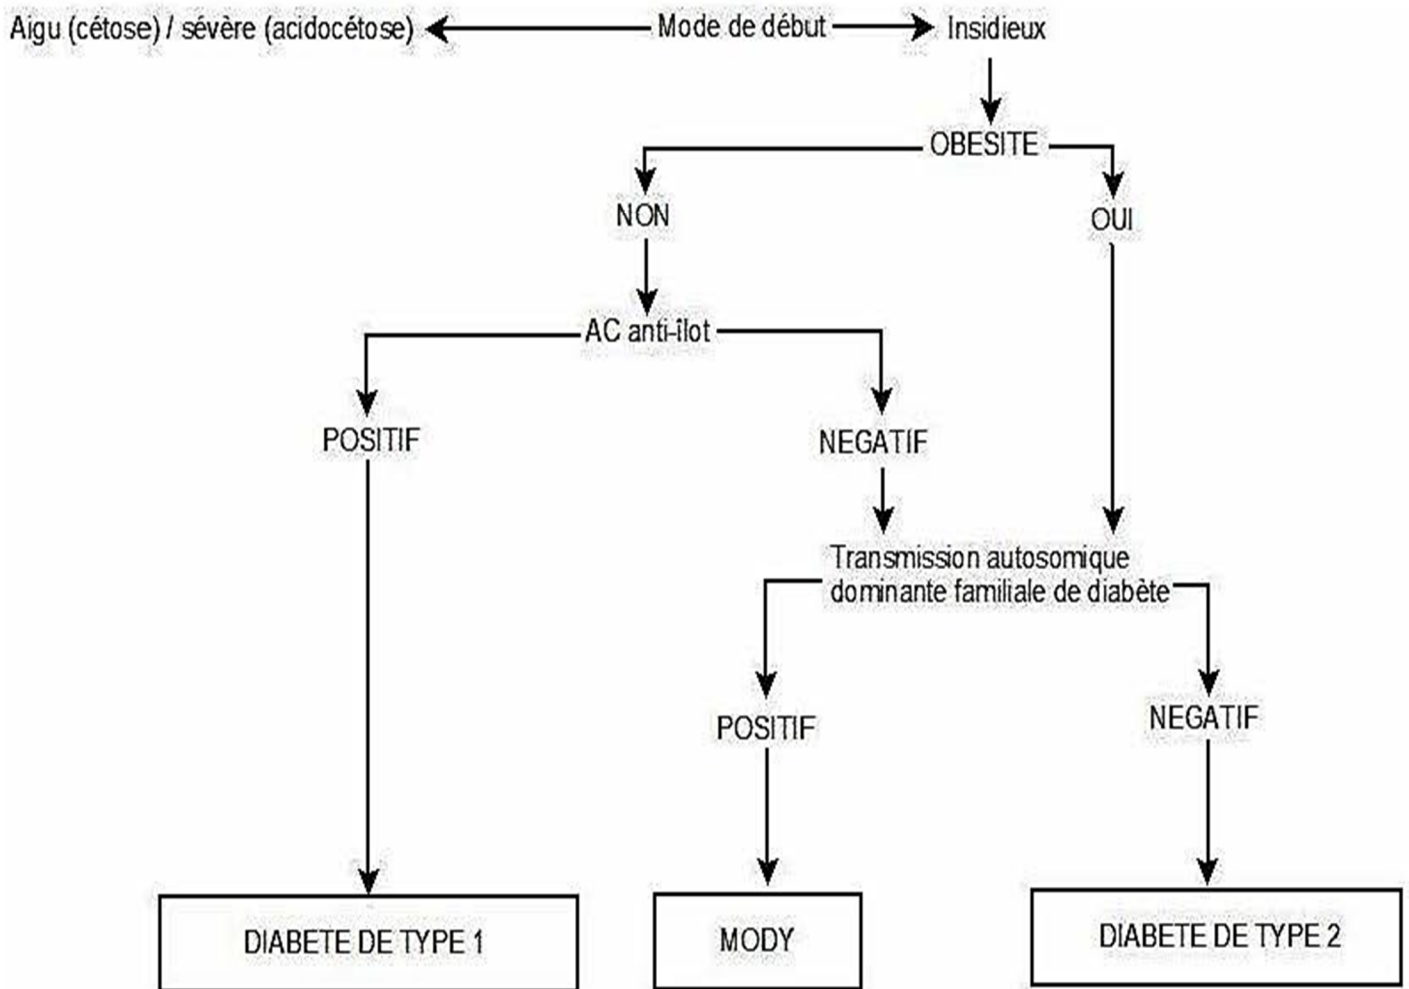 Aigu (cétose) / sévère (acidocétose)
Mode de début
Insidieux
OBESITE
NON
OUI
AC anti-îlot
POSITIF
NEGATIF
Transmission autosomique
dominante familiale de diabète
POSITIF
NEGATIF
DIABETE DE TYPE 1
MODY
DIABETE DE TYPE 2